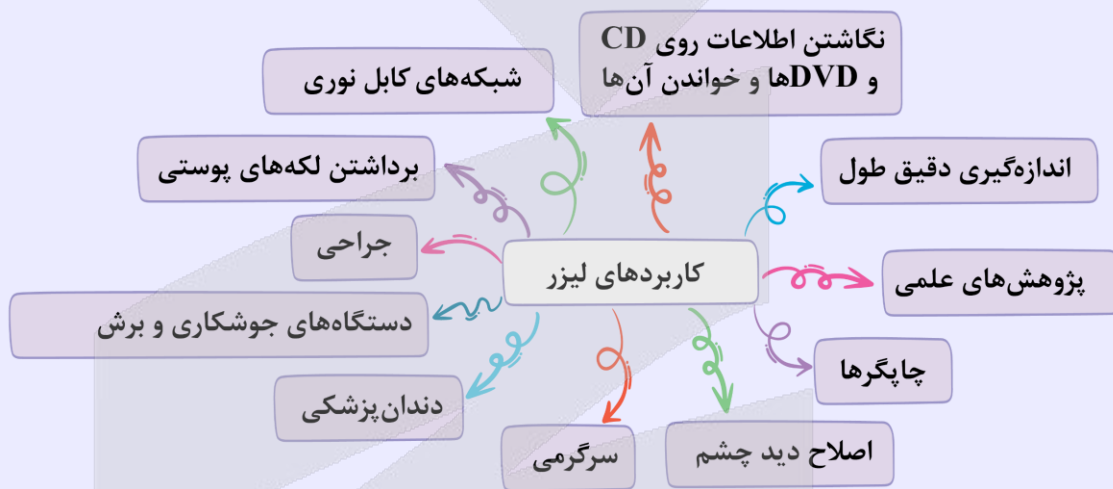 نگاشتن اطلاعات روی CD
و DVDها و خواندن آن‌ها
شبکه‌های کابل نوری
اندازه‌گیری دقیق طول
برداشتن لکه‌های پوستی
جراحی
کاربردهای لیزر
پژوهش‌های علمی
دستگاه‌های جوشکاری و برش
چاپگرها
دندان‌پزشکی
اصلاح دید چشم
سرگرمی